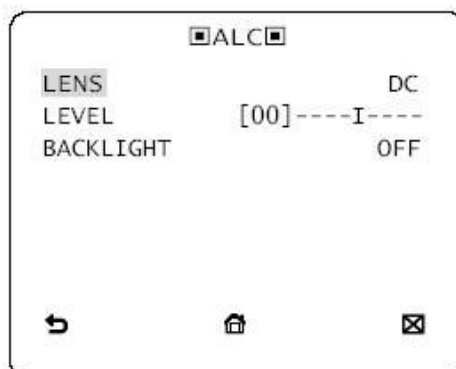 ▣ALC▣
LENS DC
LEVEL [00]----I----
BACKLIGHT OFF